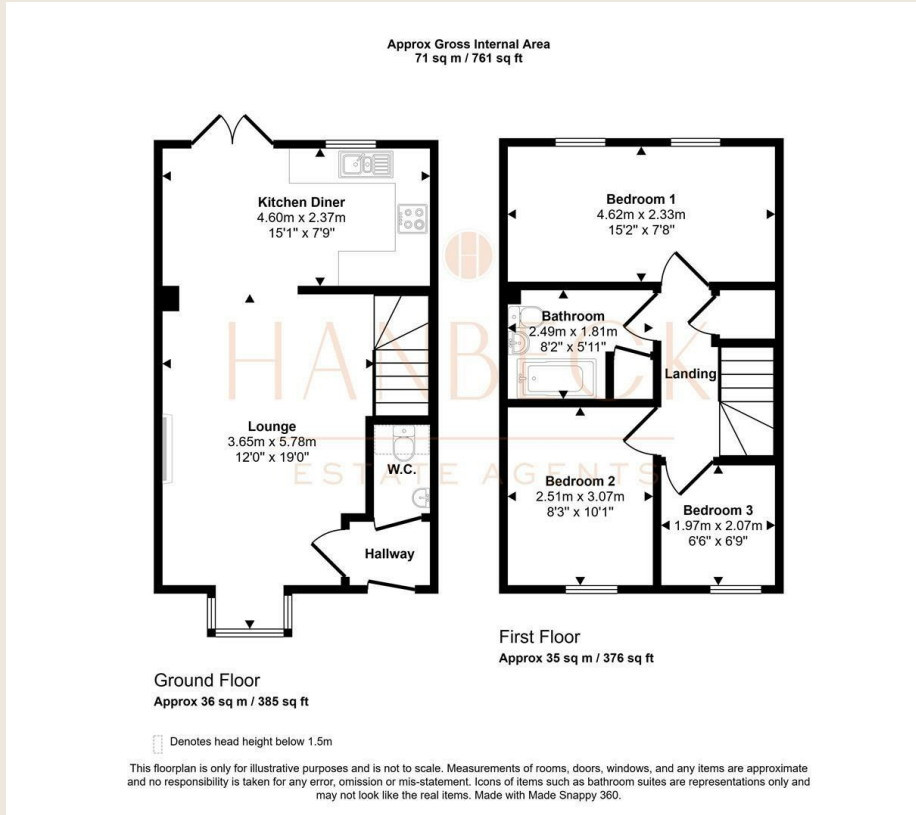 Approx Gross Internal Area
71 sq m / 761 sq ft
Kitchen Diner
4.60m x 2.37m
15'1" x 7'9"
Lounge
3.65m x 5.78m
12'0" x 19'0"
W.C.
Hallway
Bedroom 1
4.62m x 2.33m
15'2" x 7'8"
Bathroom
2.49m x 1.81m
8'2" x 5'11"
Landing
Bedroom 2
2.51m x 3.07m
8'3" x 10'1"
Bedroom 3
1.97m x 2.07m
6'6" x 6'9"
HANBECK
ESTATE AGENTS
Ground Floor
Approx 36 sq m / 385 sq ft
First Floor
Approx 35 sq m / 376 sq ft
Denotes head height below 1.5m
This floorplan is only for illustrative purposes and is not to scale. Measurements of rooms, doors, windows, and any items are approximate
and no responsibility is taken for any error, omission or mis-statement. Icons of items such as bathroom suites are representations only and
may not look like the real items. Made with Made Snappy 360.